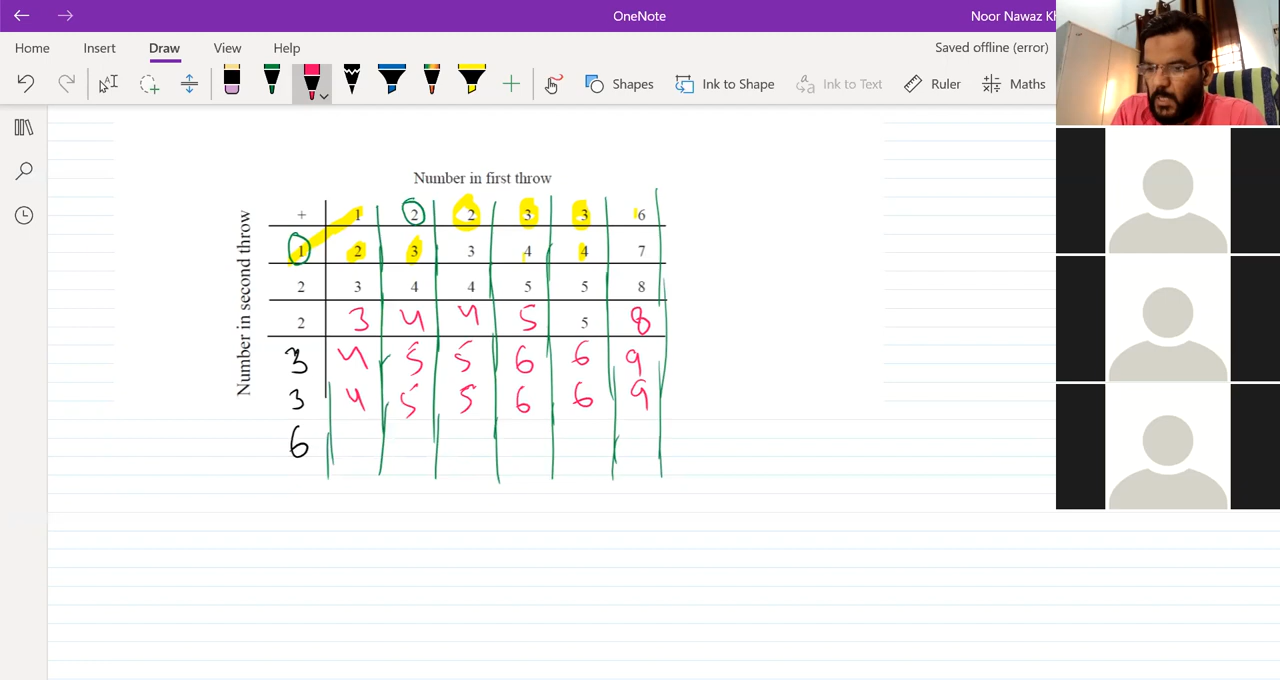 OneNote
Noor Nawaz Kh
Home Insert Draw View Help
Saved offline (error)
Shapes Ink to Shape Ink to Text Ruler Maths
Number in first throw
Number in second throw
+ 1 2 2 3 3 6
1 2 3 3 4 4 7
2 3 4 4 5 5 8
2 3 4 4 5 5 8
3 4 5 5 6 6 9
3 4 5 5 6 6 9
6